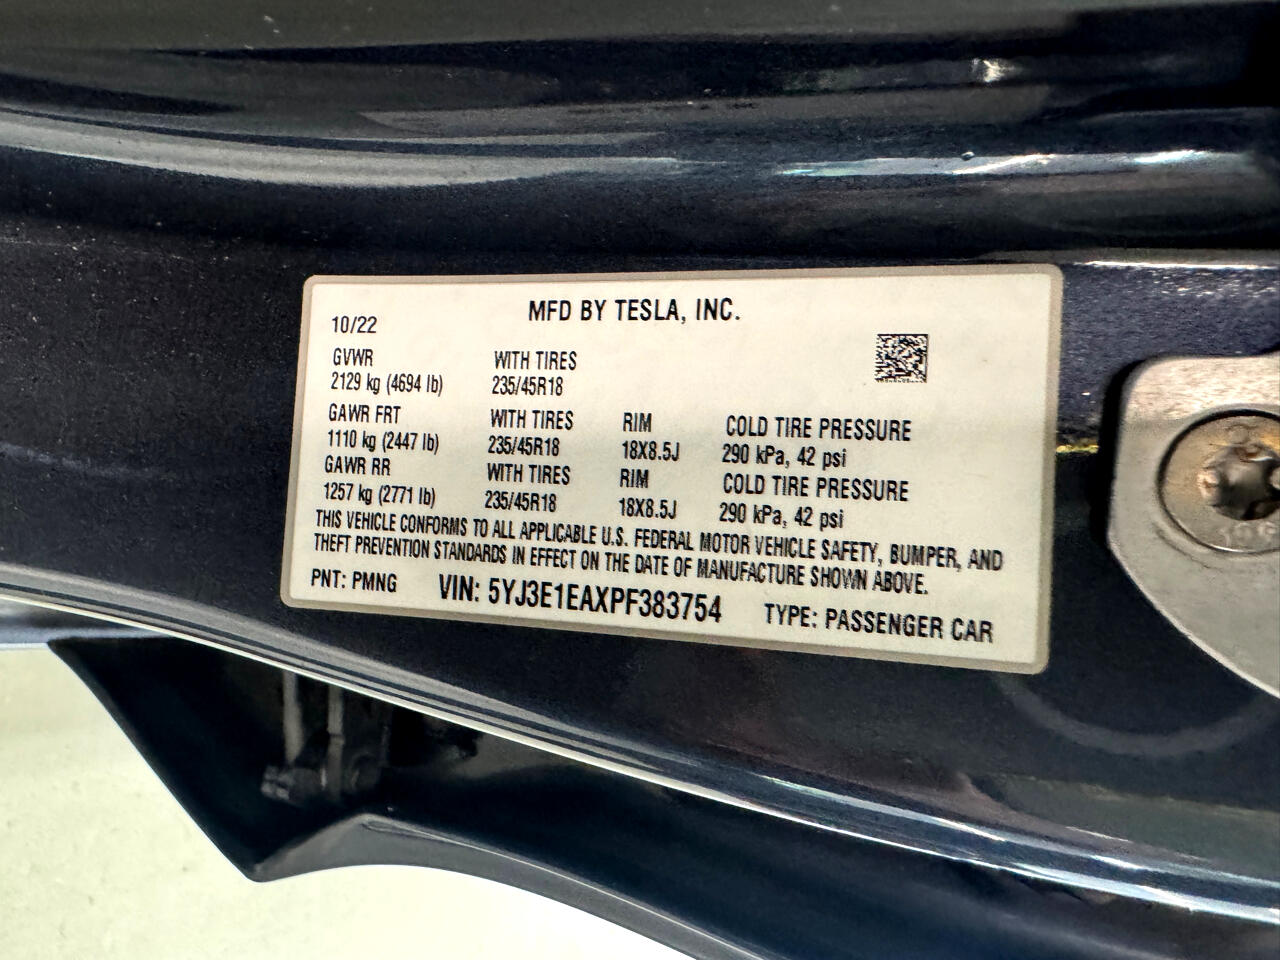 MFD BY TESLA, INC.
10/22
GVWR WITH TIRES
2129 kg (4694 lb) 235/45R18
GAWR FRT WITH TIRES RIM COLD TIRE PRESSURE
1110 kg (2447 lb) 235/45R18 18X8.5J 290 kPa, 42 psi
GAWR RR WITH TIRES RIM COLD TIRE PRESSURE
1257 kg (2771 lb) 235/45R18 18X8.5J 290 kPa, 42 psi
THIS VEHICLE CONFORMS TO ALL APPLICABLE U.S. FEDERAL MOTOR VEHICLE SAFETY, BUMPER, AND
THEFT PREVENTION STANDARDS IN EFFECT ON THE DATE OF MANUFACTURE SHOWN ABOVE.
PNT: PMNG VIN: 5YJ3E1EAXPF383754 TYPE: PASSENGER CAR